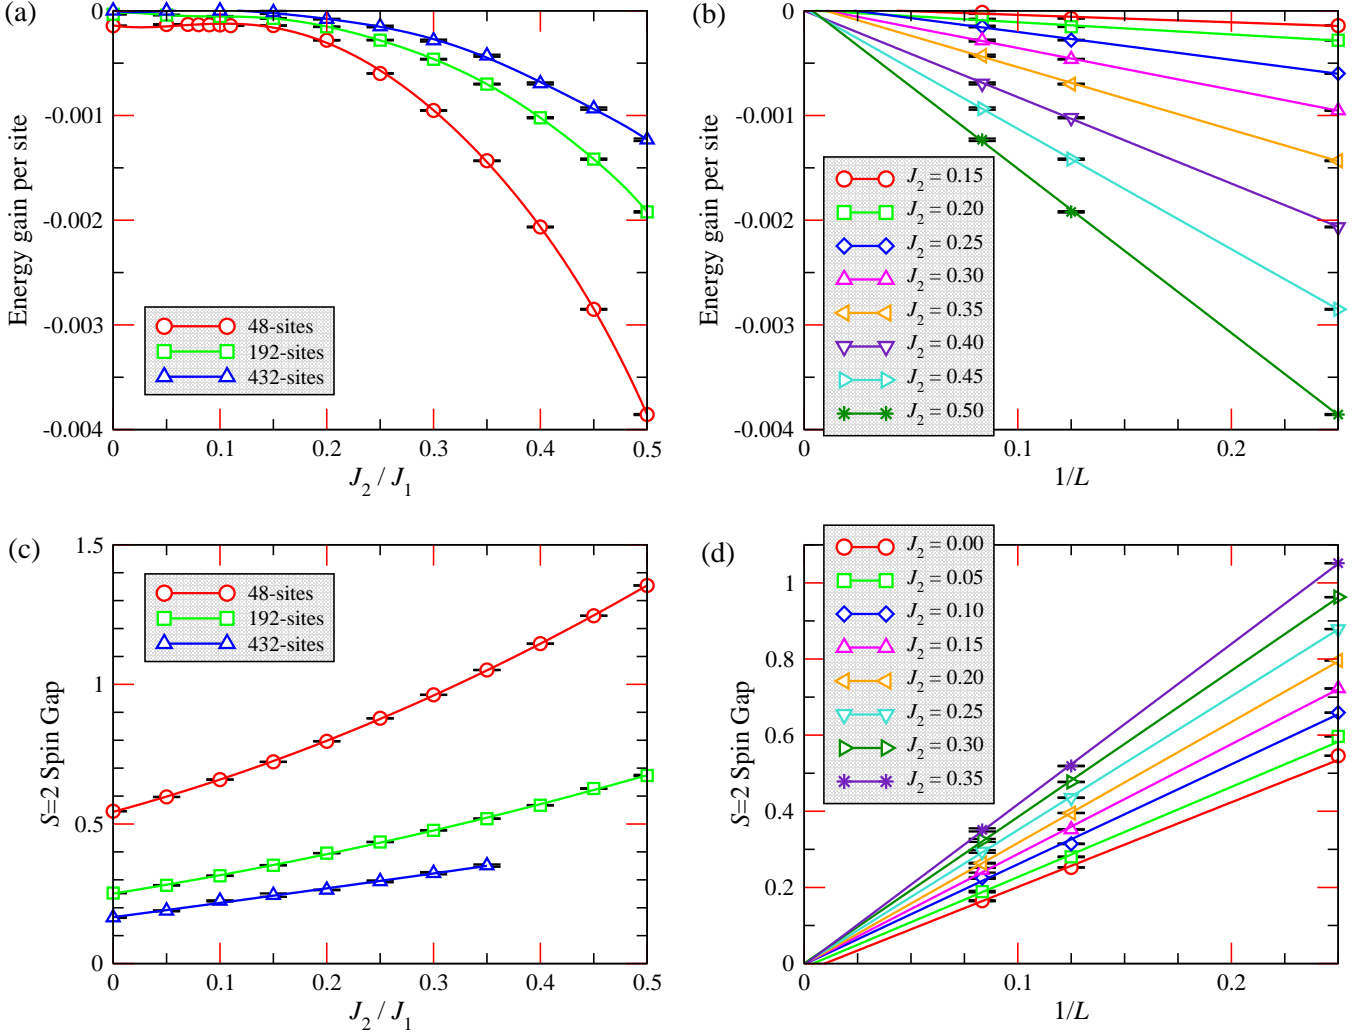 (a)
0
-0.001
-0.002
-0.003
-0.004
Energy gain per site
48-sites
192-sites
432-sites
0
0.1
0.2
0.3
0.4
0.5
J2 / J1
(b)
0
-0.001
-0.002
-0.003
-0.004
Energy gain per site
J2 = 0.15
J2 = 0.20
J2 = 0.25
J2 = 0.30
J2 = 0.35
J2 = 0.40
J2 = 0.45
J2 = 0.50
0
0.1
0.2
1/L
(c)
1.5
1
0.5
0
S=2 Spin Gap
48-sites
192-sites
432-sites
0
0.1
0.2
0.3
0.4
0.5
J2 / J1
(d)
1
0.8
0.6
0.4
0.2
0
S=2 Spin Gap
J2 = 0.00
J2 = 0.05
J2 = 0.10
J2 = 0.15
J2 = 0.20
J2 = 0.25
J2 = 0.30
J2 = 0.35
0
0.1
0.2
1/L